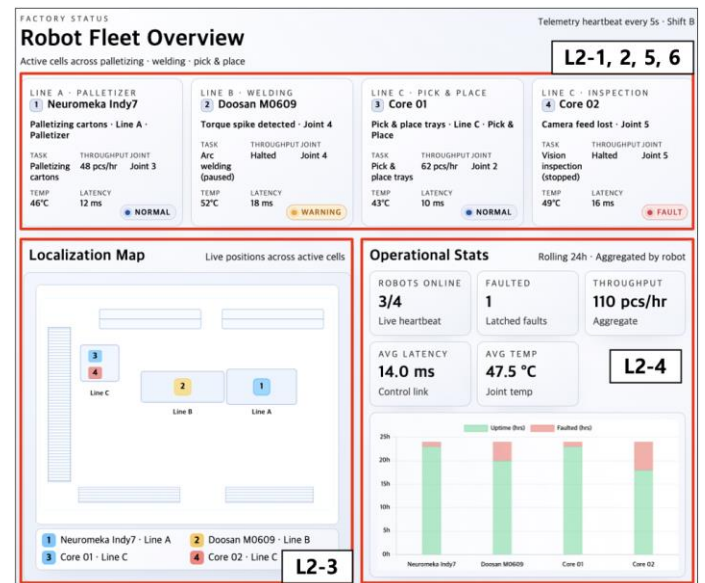 FACTORY STATUS
Robot Fleet Overview
Active cells across palletizing · welding · pick & place
Telemetry heartbeat every 5s · Shift B
L2-1, 2, 5, 6
LINE A · PALLETIZER
1 Neuromeka Indy7
Palletizing cartons · Line A ·
Palletizer
TASK THROUGHPUT JOINT
Palletizing cartons 48 pcs/hr Joint 3
TEMP LATENCY
46°C 12 ms
NORMAL
LINE B · WELDING
2 Doosan M0609
Torque spike detected · Joint 4
TASK THROUGHPUT JOINT
Arc welding (paused) Halted Joint 4
TEMP LATENCY
52°C 18 ms
WARNING
LINE C · PICK & PLACE
3 Core 01
Pick & place trays · Line C · Pick &
Place
TASK THROUGHPUT JOINT
Pick & place trays 62 pcs/hr Joint 2
TEMP LATENCY
43°C 10 ms
NORMAL
LINE C · INSPECTION
4 Core 02
Camera feed lost · Joint 5
TASK THROUGHPUT JOINT
Vision inspection (stopped) Halted Joint 5
TEMP LATENCY
49°C 16 ms
FAULT
Localization Map
Live positions across active cells
3
4
Line C
2
Line B
1
Line A
1 Neuromeka Indy7 · Line A
2 Doosan M0609 · Line B
3 Core 01 · Line C
4 Core 02 · Line C
L2-3
Operational Stats
Rolling 24h · Aggregated by robot
ROBOTS ONLINE
3/4
Live heartbeat
FAULTED
1
Latched faults
THROUGHPUT
110 pcs/hr
Aggregate
AVG LATENCY
14.0 ms
Control link
AVG TEMP
47.5 °C
Joint temp
L2-4
Uptime (hrs) Faulted (hrs)
25h
20h
15h
10h
5h
0h
Neuromeka Indy7 Doosan M0609 Core 01 Core 02